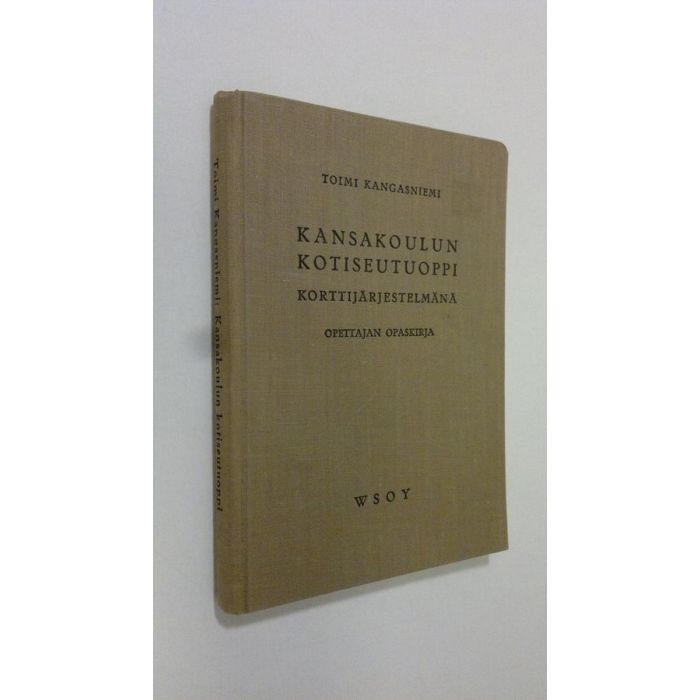 TOIMI KANGASNIEMI
KANSAKOULUN
KOTISEUTUOPPI
KORTTIJÄRJESTELMÄNÄ
OPETTAJAN OPASKIRJA
WSOY
Toimi Kangasniemi: Kansakoulun kotiseutuoppi